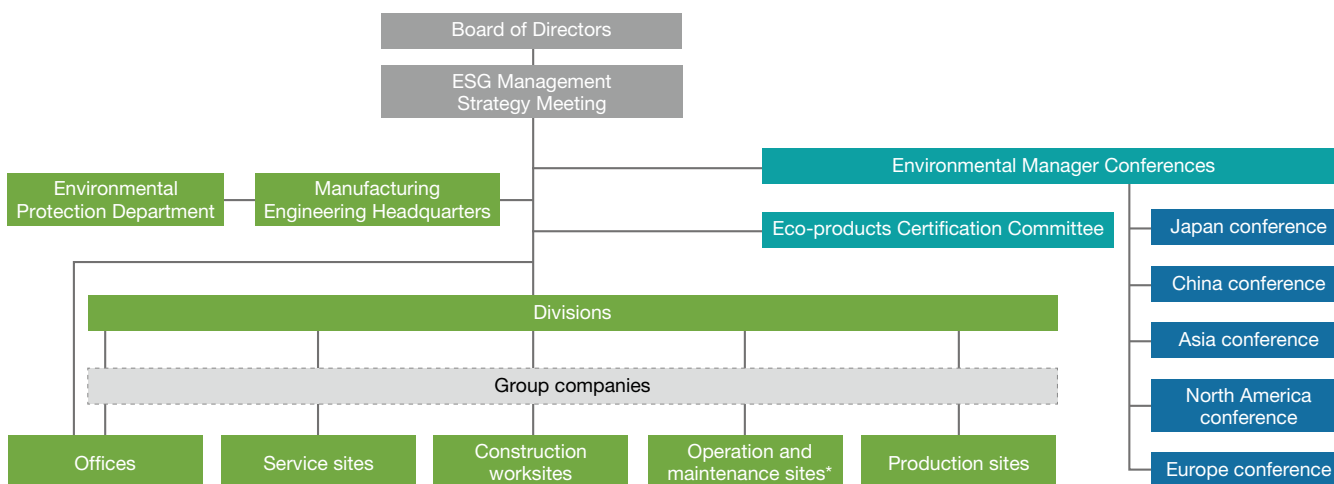 Board of Directors
ESG Management
Strategy Meeting
Environmental Manager Conferences
Environmental
Protection Department
Manufacturing
Engineering Headquarters
Eco-products Certification Committee
Japan conference
China conference
Asia conference
North America
conference
Europe conference
Divisions
Group companies
Offices
Service sites
Construction
worksites
Operation and
maintenance sites*
Production sites